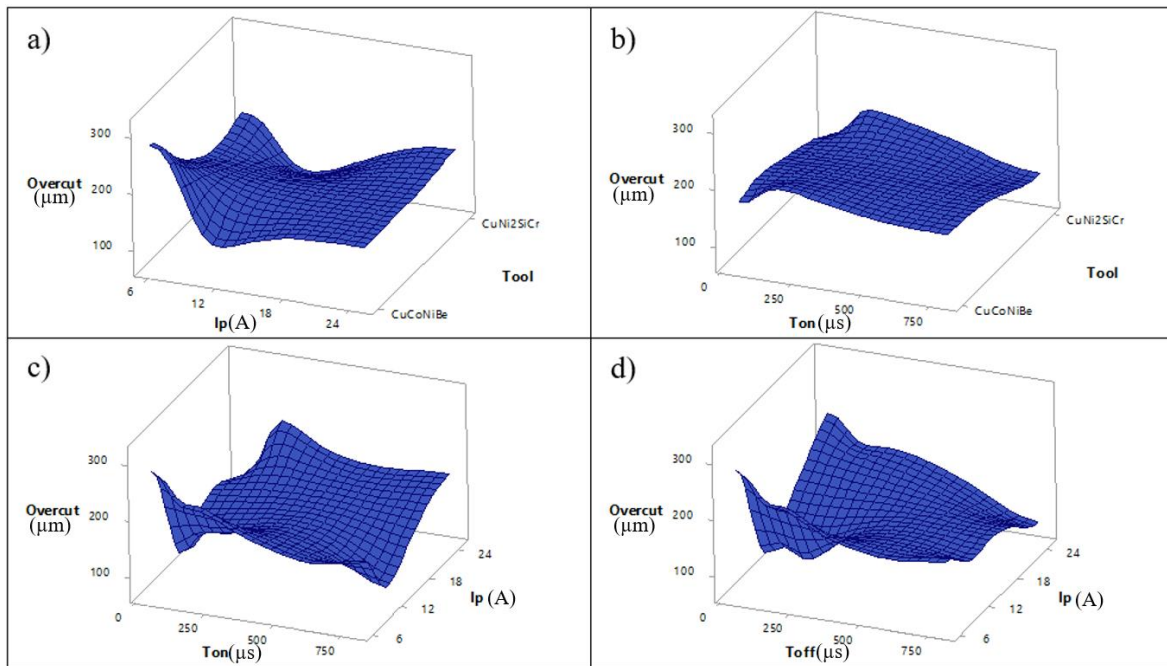 a)
300
Overcut
(µm)
200
100
6
12
18
24
Ip(A)
CuNi2SiCr
Tool
CuCoNiBe
b)
300
Overcut
(µm)
200
100
0
250
500
750
Ton(µs)
CuNi2SiCr
Tool
CuCoNiBe
c)
300
Overcut
(µm)
200
100
0
250
500
750
Ton(µs)
24
18
Ip (A)
12
6
d)
300
Overcut
(µm)
200
100
0
250
500
750
Toff(µs)
24
18
Ip (A)
12
6